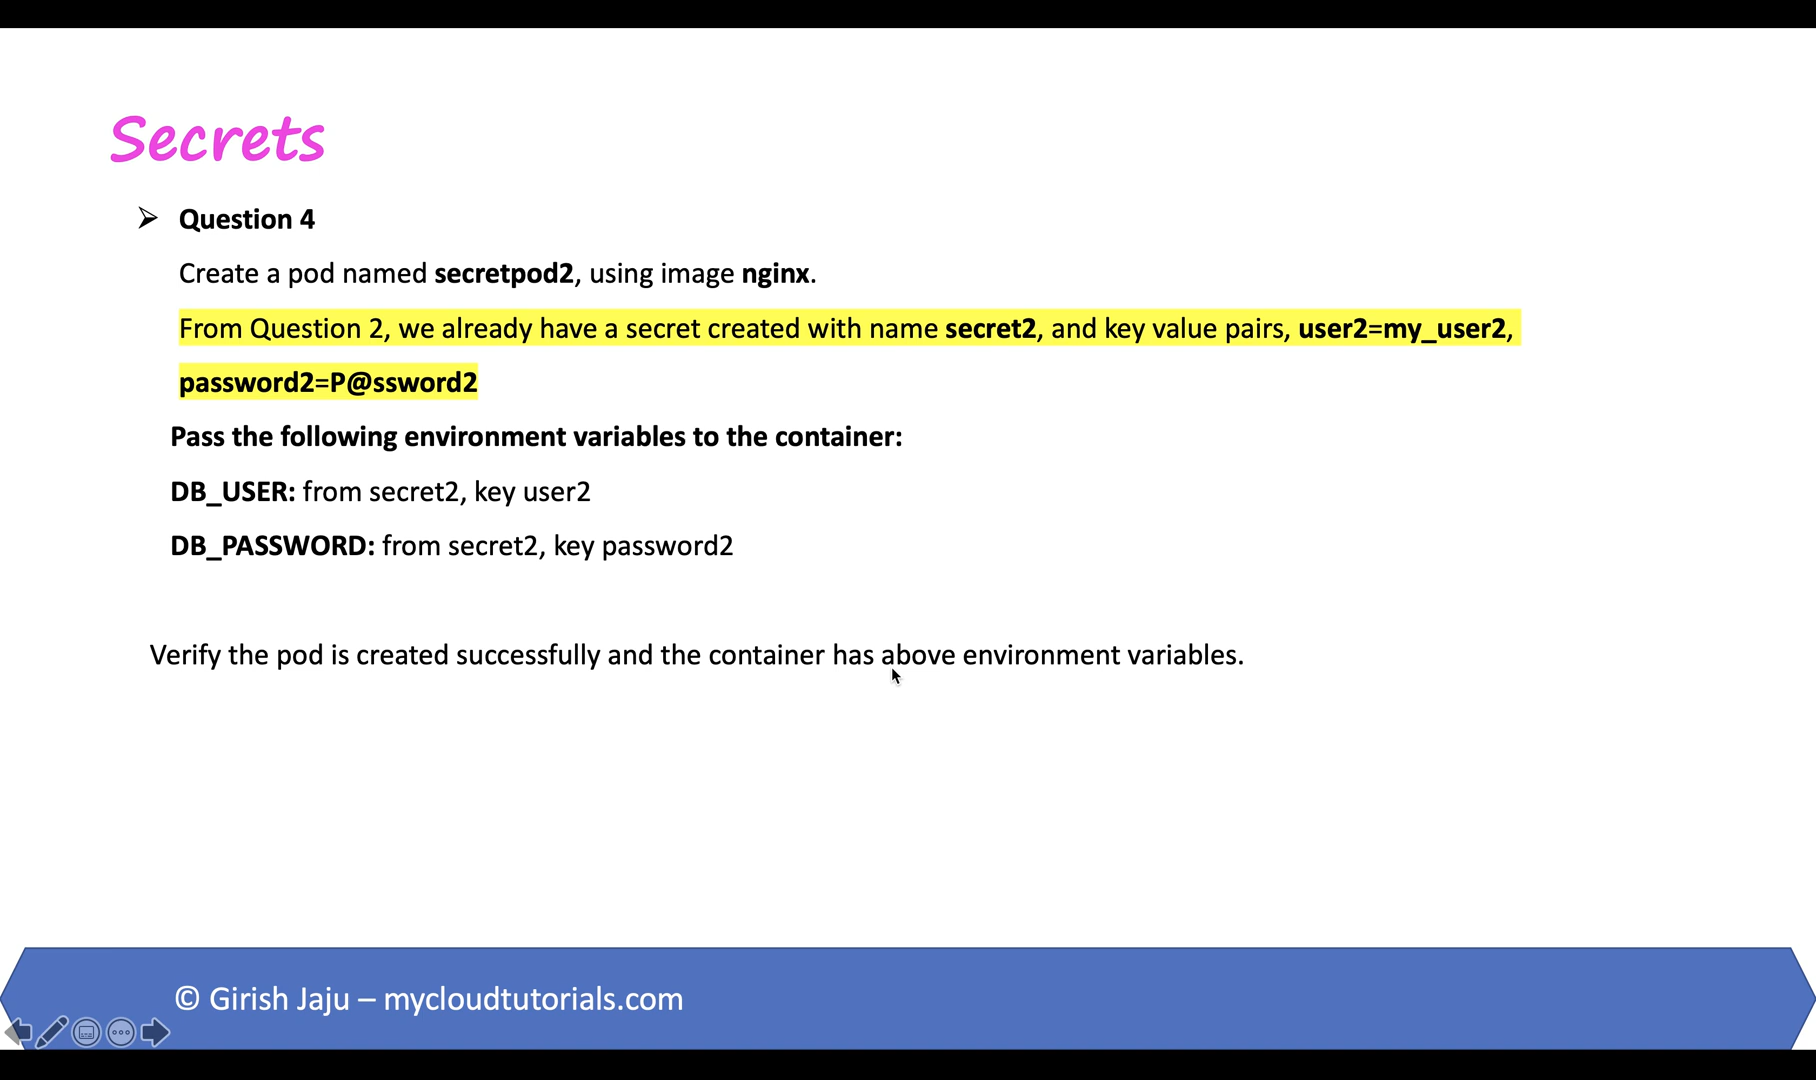 Secrets
Question 4
Create a pod named secretpod2, using image nginx.
From Question 2, we already have a secret created with name secret2, and key value pairs, user2=my_user2,
password2=P@ssword2
Pass the following environment variables to the container:
DB_USER: from secret2, key user2
DB_PASSWORD: from secret2, key password2
Verify the pod is created successfully and the container has above environment variables.
© Girish Jaju – mycloudtutorials.com